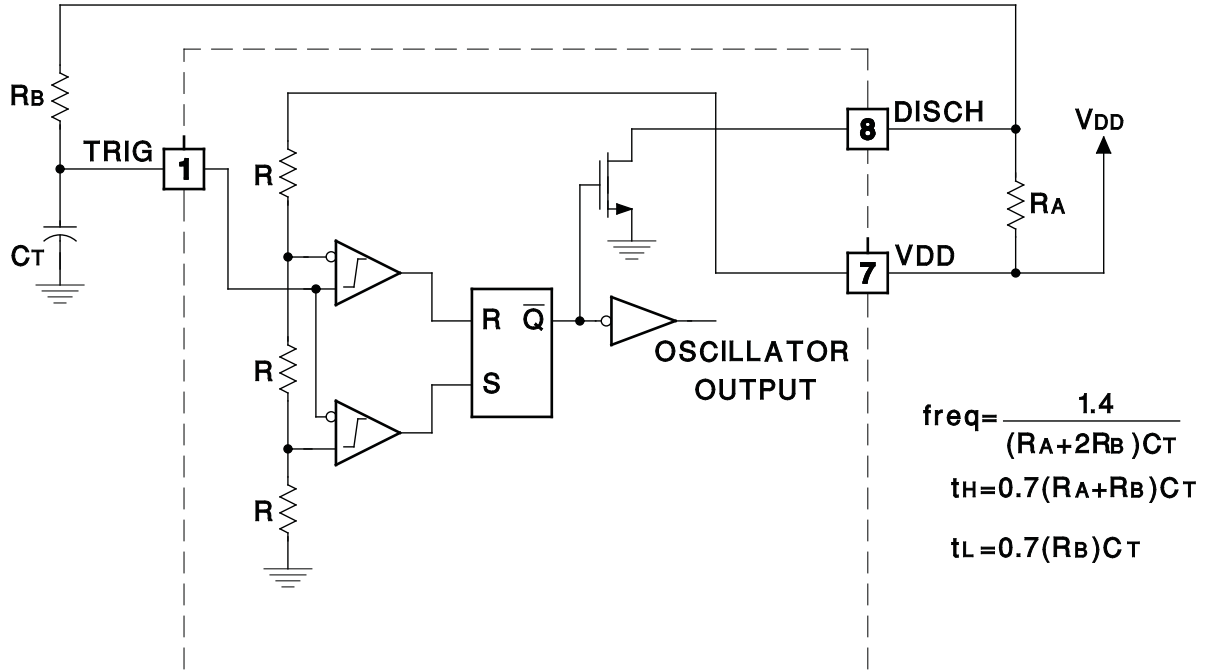 RB
TRIG
1
CT
R
R
R
R
Q̅
S
8
DISCH
VDD
RA
7
VDD
OSCILLATOR
OUTPUT
freq= 1.4
(RA+2RB)CT
tH=0.7(RA+RB)CT
tL=0.7(RB)CT